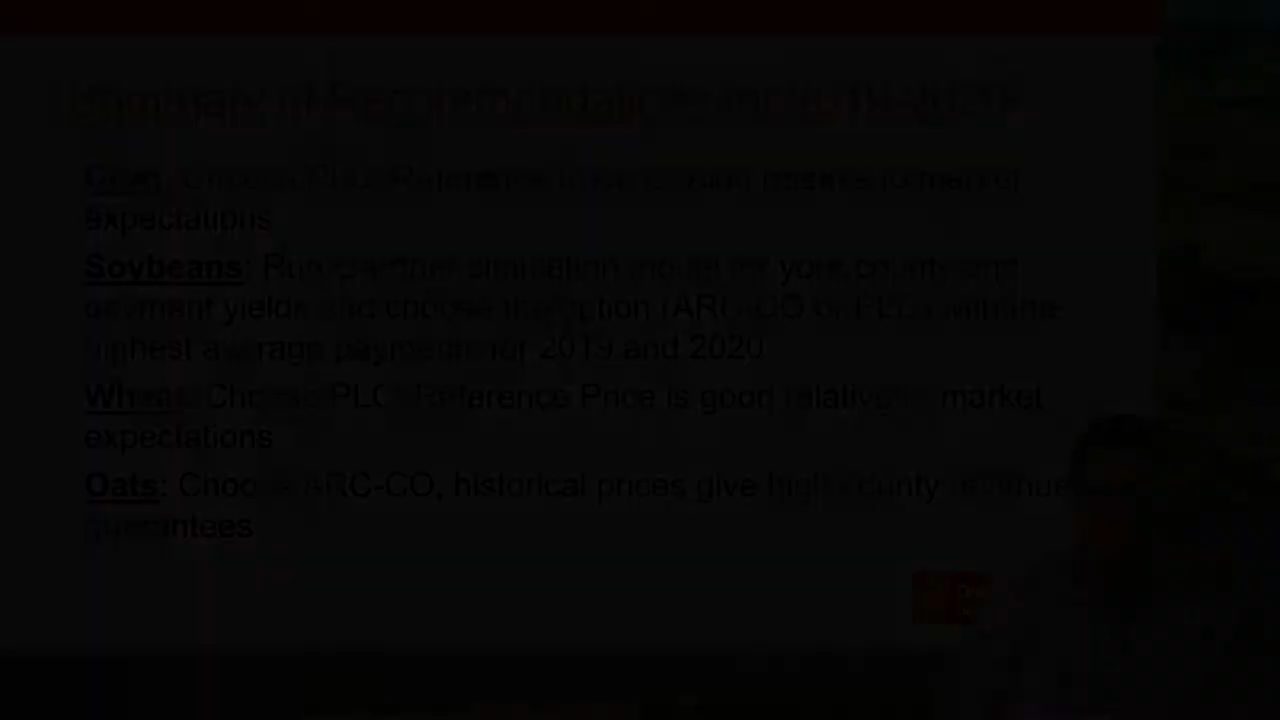 Summary of Recommendations for 2019-2020
Corn: Choose PLC, Reference Price is good relative to market
expectations
Soybeans: Run sample simulation tools for your county and
payment yields and choose the option (ARC-CO or PLC) with the
highest average payment for 2019 and 2020
Wheat: Choose PLC, Reference Price is good relative to market
expectations
Oats: Choose ARC-CO, historical prices give high county revenue
guarantees